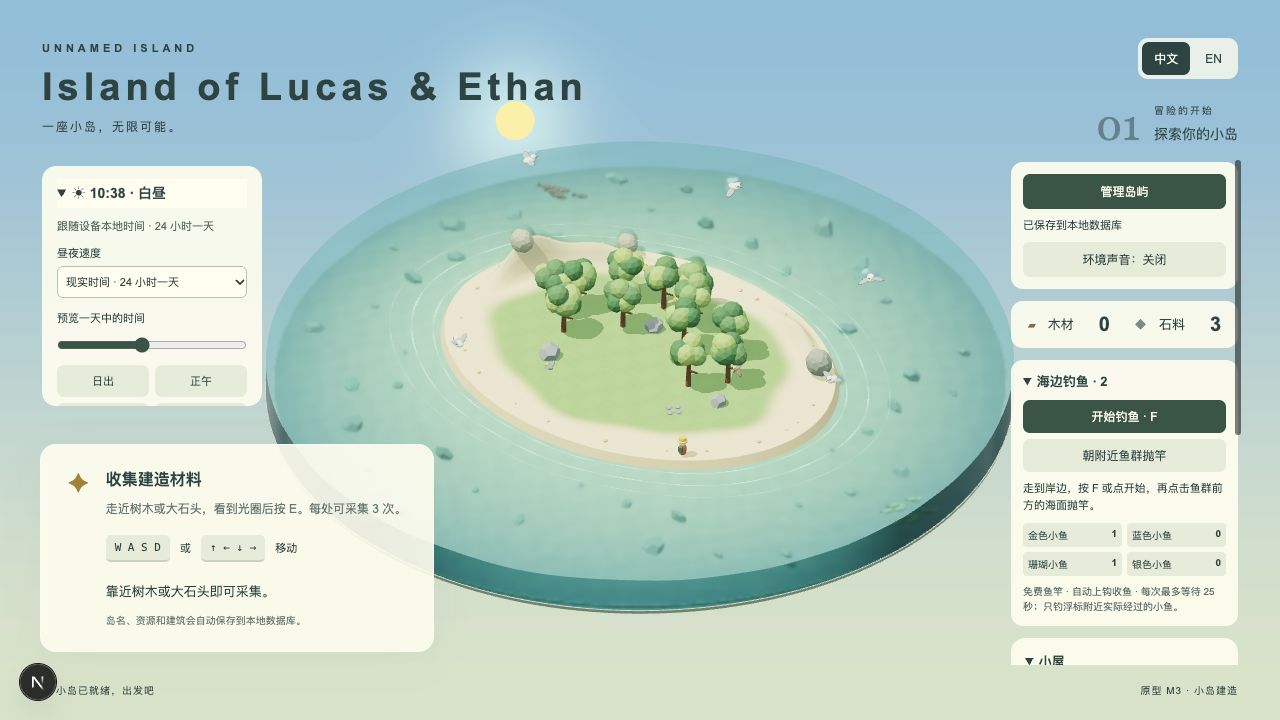 UNNAMED ISLAND
Island of Lucas & Ethan
一座小岛，无限可能。
中文 EN
01
冒险的开始
探索你的小岛
▼ ☀ 10:38 · 白昼
跟随设备本地时间 · 24 小时一天
昼夜速度
现实时间 · 24 小时一天
预览一天中的时间
日出 正午
管理岛屿
已保存到本地数据库
环境声音：关闭
木材 0 石料 3
▼ 海边钓鱼 · 2
开始钓鱼 · F
朝附近鱼群抛竿
走到岸边，按 F 或点开始，再点击鱼群前
方的海面抛竿。
金色小鱼 1 蓝色小鱼 0
珊瑚小鱼 1 银色小鱼 0
免费鱼竿 · 自动上钩收鱼 · 每次最多等待 25
秒；只钓浮标附近实际经过的小鱼。
▼ 小屋
收集建造材料
走近树木或大石头，看到光圈后按 E。每处可采集 3 次。
W A S D 或 ↑ ← ↓ → 移动
靠近树木或大石头即可采集。
岛名、资源和建筑会自动保存到本地数据库。
N
小岛已就绪，出发吧
原型 M3 · 小岛建造